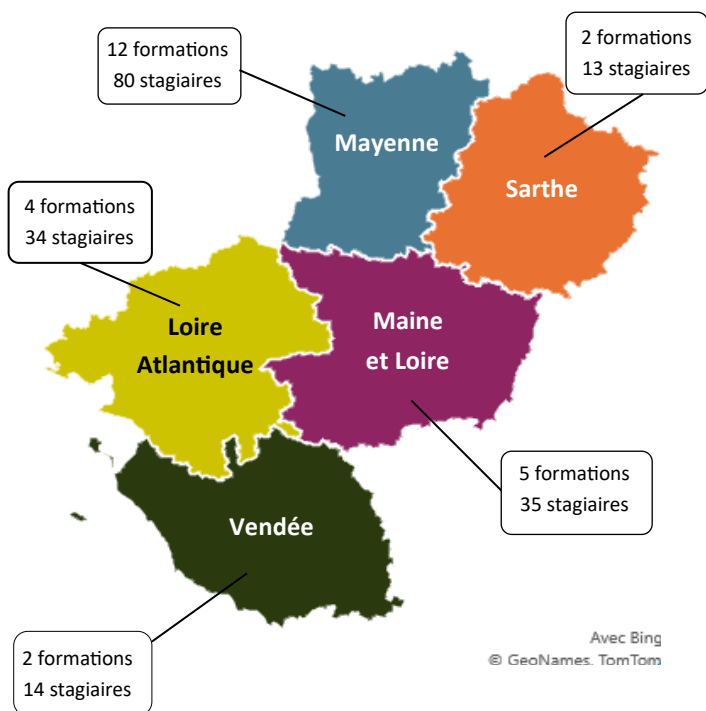 12 formations
80 stagiaires
2 formations
13 stagiaires
Mayenne
Sarthe
4 formations
34 stagiaires
Loire
Atlantique
Maine
et Loire
5 formations
35 stagiaires
Vendée
2 formations
14 stagiaires
Avec Bing
© GeoNames, TomTom